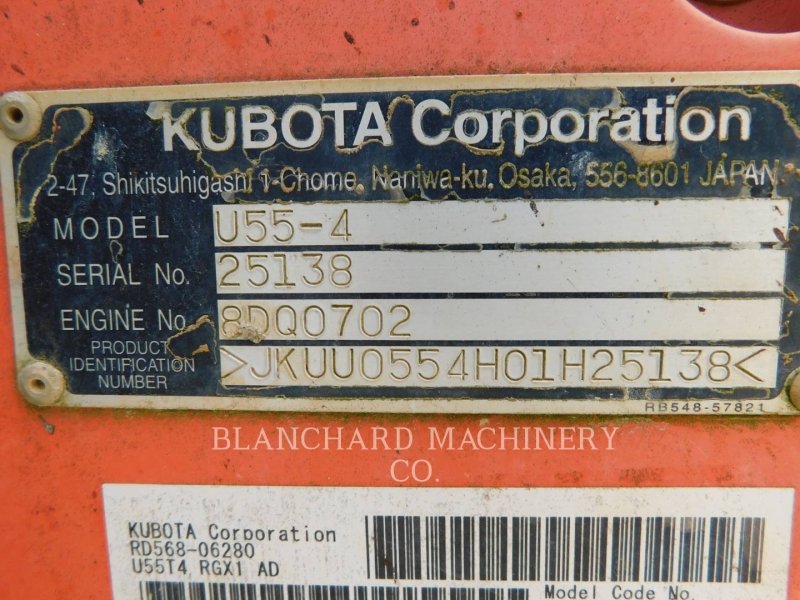 KUBOTA Corporation
2-47, Shikitsuhigashi 1-Chome, Naniwa-ku, Osaka, 556-8601 JAPAN
MODEL U55-4
SERIAL No. 25138
ENGINE No. 8DQ0702
PRODUCT
IDENTIFICATION
NUMBER
>JKUU0554H01H25138<
RB548-57821
BLANCHARD MACHINERY
CO.
KUBOTA Corporation
RD568-06280
U55T4 RGX1 AD
Model Code No.